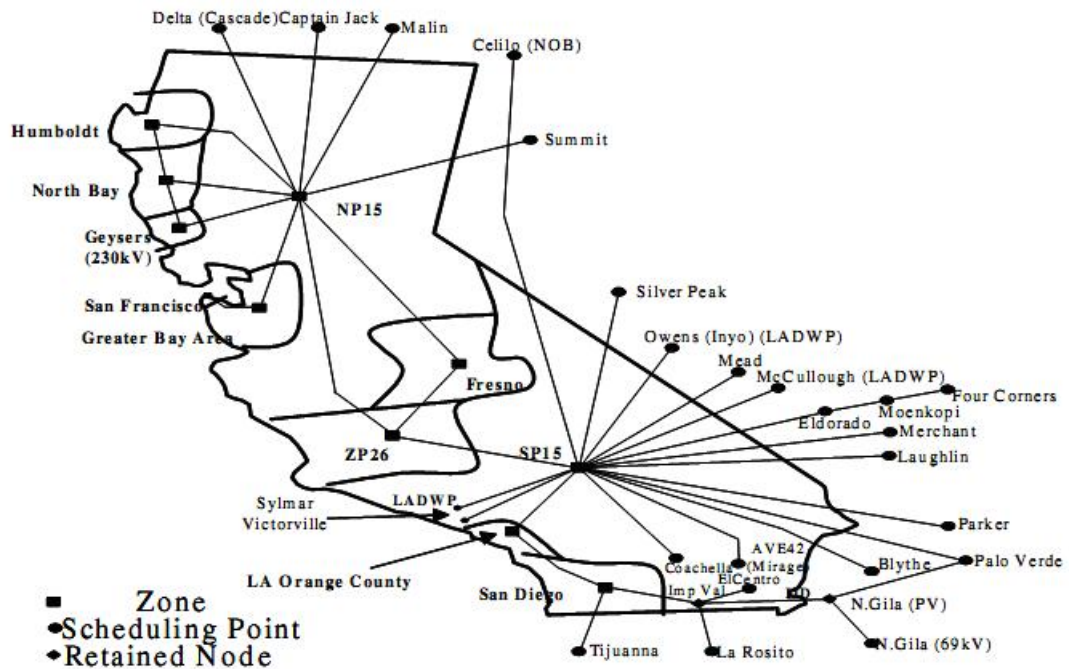 Delta (Cascade)
Captain Jack
Malin
Celilo (NOB)
Humboldt
Summit
North Bay
NP15
Geysers
(230kV)
San Francisco
Greater Bay Area
Silver Peak
Owens (Inyo) (LADWP)
Mead
McCullough (LADWP)
Four Corners
Moenkopi
Eldorado
Fresno
Merchant
ZP26
SP15
Laughlin
LADWP
Sylmar
Victorville
Parker
AVE42
(Mirage)
Coachella
Blythe
Palo Verde
LA Orange County
ElCentro
San Diego
Imp Val
N.Gila (PV)
Zone
Scheduling Point
Retained Node
Tijuanna
La Rosito
N.Gila (69kV)